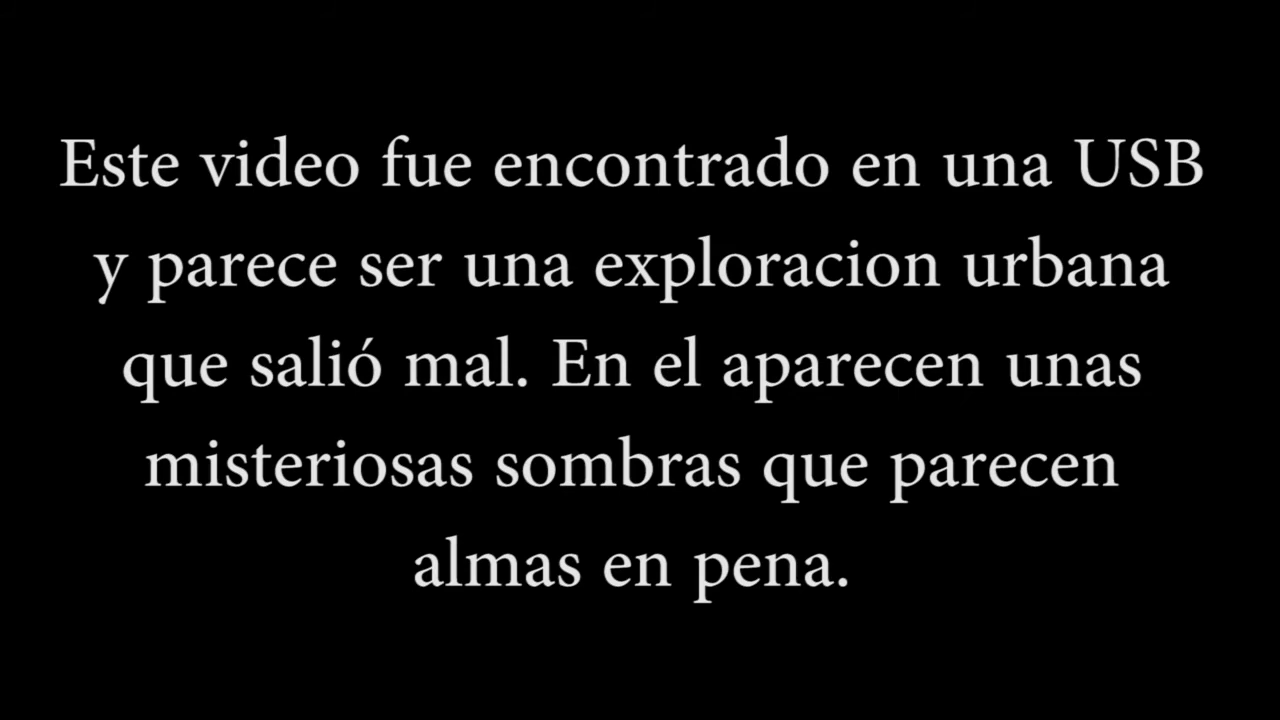 Este video fue encontrado en una USB
y parece ser una exploracion urbana
que salió mal. En el aparecen unas
misteriosas sombras que parecen
almas en pena.